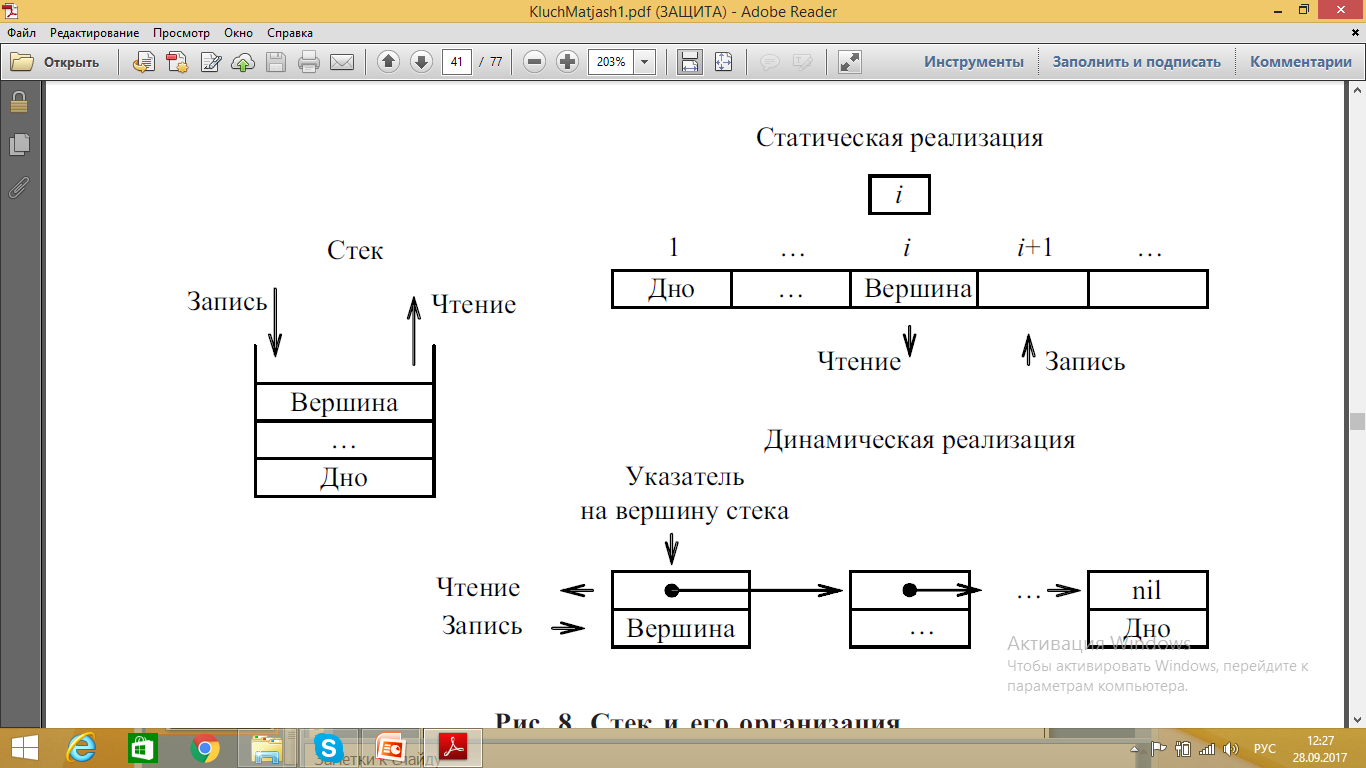 KluchMatjash1.pdf (ЗАЩИТА) - Adobe Reader
Файл Редактирование Просмотр Окно Справка
Открыть 41 / 77 203% Инструменты Заполнить и подписать Комментарии
Статическая реализация
i
Стек
1 … i i+1 …
Дно … Вершина
Запись Чтение
Чтение Запись
Вершина
…
Дно
Динамическая реализация
Указатель
на вершину стека
Чтение … nil
Запись Вершина … Дно
Активация Windows
Чтобы активировать Windows, перейдите к
параметрам компьютера.
Рис. 8. Стек и его организация
Заметки к слайду
РУС 12:27
28.09.2017